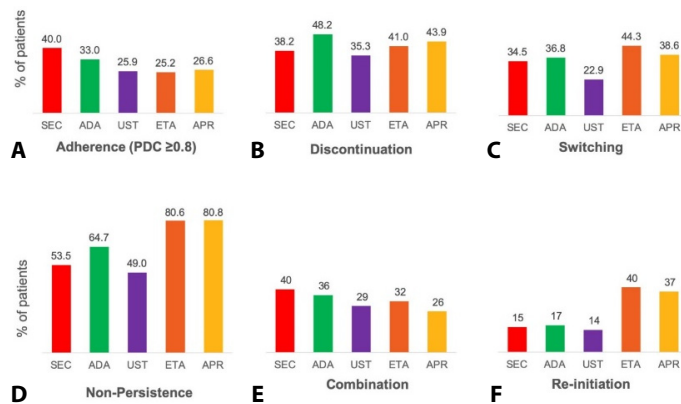 % of patients
40.0 33.0 25.9 25.2 26.6
SEC ADA UST ETA APR
A Adherence (PDC ≥0.8)
38.2 48.2 35.3 41.0 43.9
SEC ADA UST ETA APR
B Discontinuation
34.5 36.8 22.9 44.3 38.6
SEC ADA UST ETA APR
C Switching
% of patients
53.5 64.7 49.0 80.6 80.8
SEC ADA UST ETA APR
D Non-Persistence
40 36 29 32 26
SEC ADA UST ETA APR
E Combination
15 17 14 40 37
SEC ADA UST ETA APR
F Re-initiation